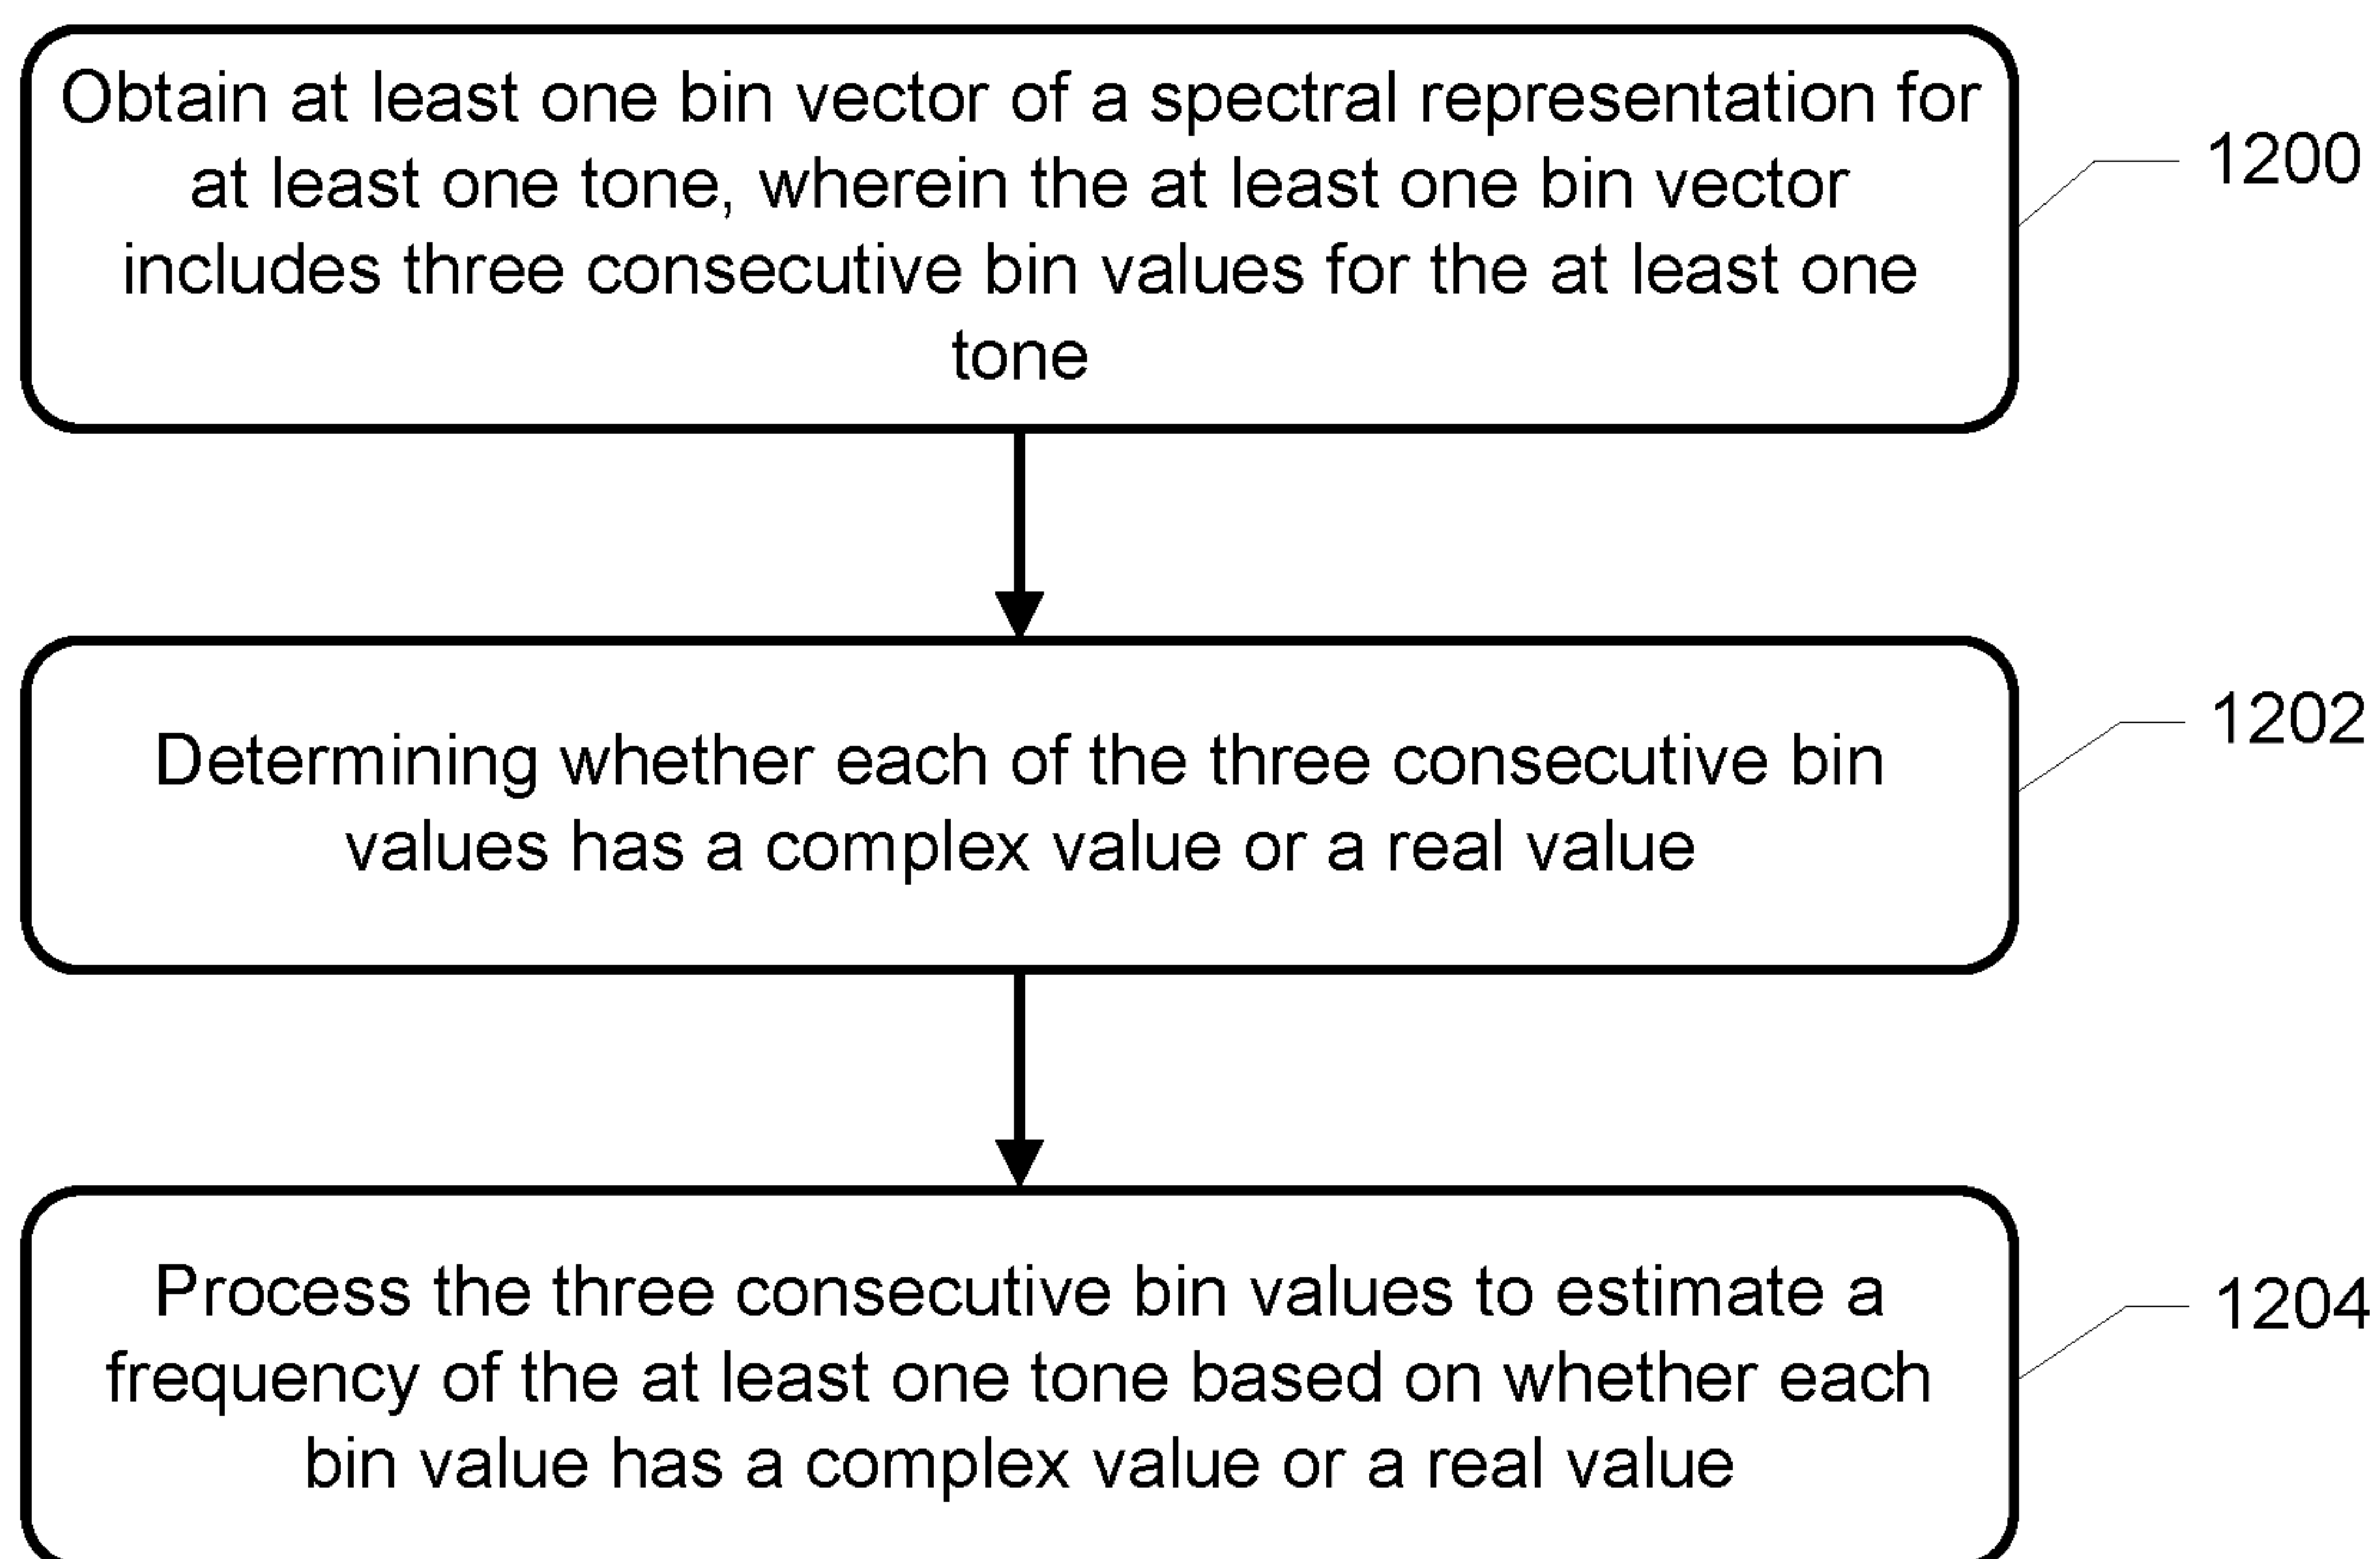 Obtain at least one bin vector of a spectral representation for
at least one tone, wherein the at least one bin vector
includes three consecutive bin values for the at least one
tone
1200
Determining whether each of the three consecutive bin
values has a complex value or a real value
1202
Process the three consecutive bin values to estimate a
frequency of the at least one tone based on whether each
bin value has a complex value or a real value
1204